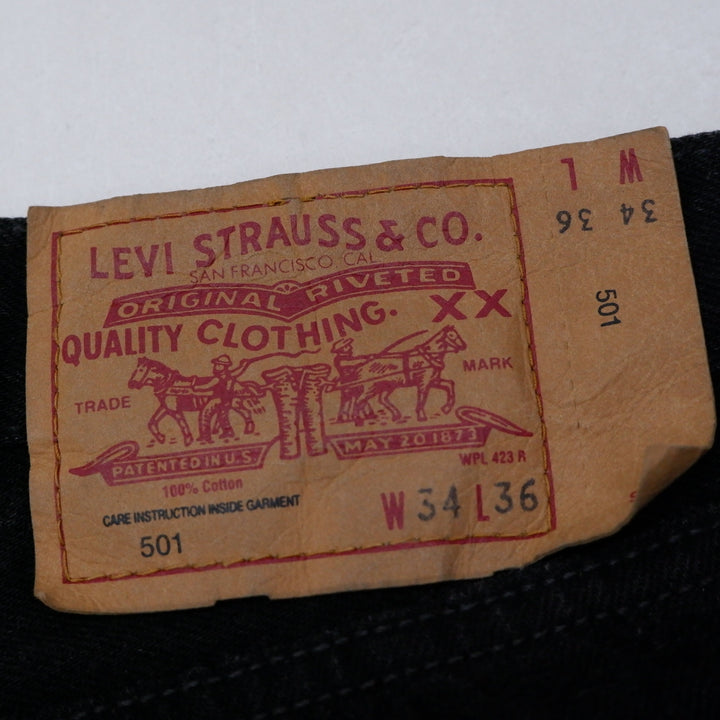 LEVI STRAUSS & CO.
SAN FRANCISCO CAL
ORIGINAL RIVETED
QUALITY CLOTHING. XX
TRADE MARK
PATENTED IN U.S. MAY 20 1873
WPL 423 R
100% Cotton
CARE INSTRUCTION INSIDE GARMENT
501
W 34 L 36
W L
34 36
501